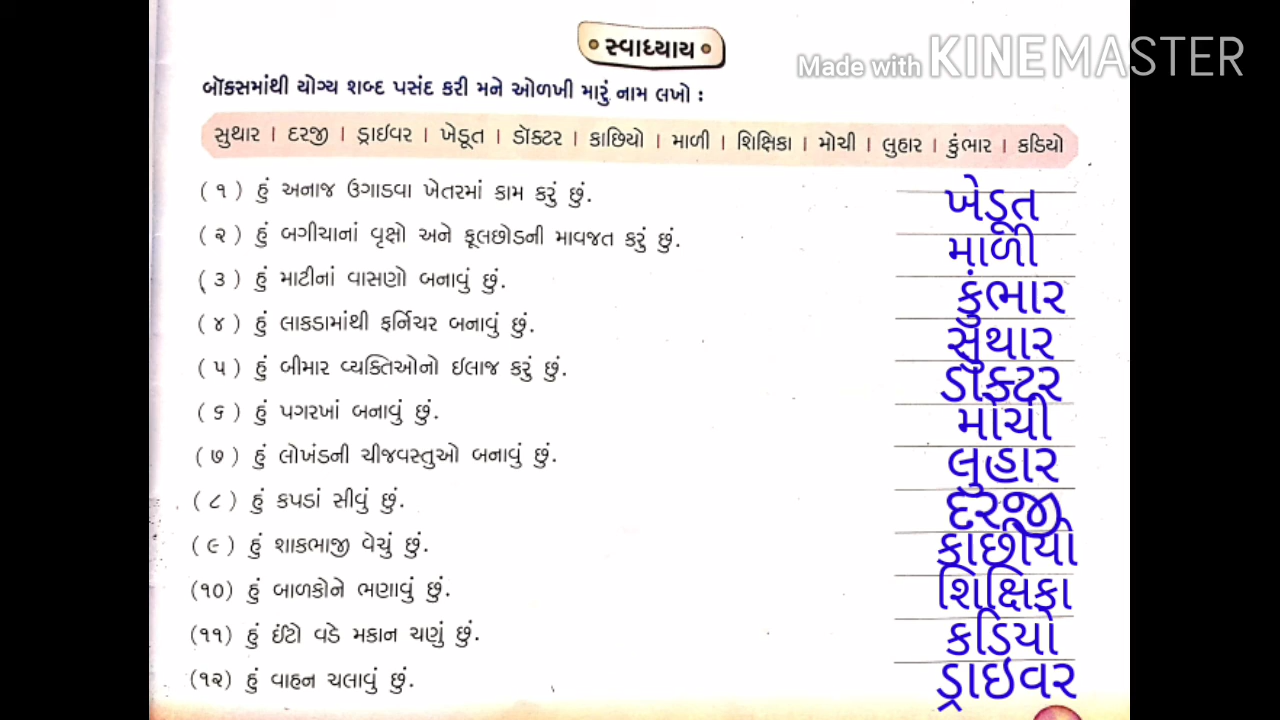 • સ્વાધ્યાય •
Made with KINEMASTER
બૉક્સમાંથી યોગ્ય શબ્દ પસંદ કરી મને ઓળખી મારું નામ લખો :
સુથાર | દરજી | ડ્રાઈવર | ખેડૂત | ડૉક્ટર | કાછિયો | માળી | શિક્ષિકા | મોચી | લુહાર | કુંભાર | કડિયો
(૧) હું અનાજ ઉગાડવા ખેતરમાં કામ કરું છું. ખેડૂત
(૨) હું બગીચાનાં વૃક્ષો અને ફૂલછોડની માવજત કરું છું. માળી
(૩) હું માટીનાં વાસણો બનાવું છું. કુંભાર
(૪) હું લાકડામાંથી ફર્નિચર બનાવું છું. સુથાર
(૫) હું બીમાર વ્યક્તિઓનો ઈલાજ કરું છું. ડૉક્ટર
(૬) હું પગરખાં બનાવું છું. મોચી
(૭) હું લોખંડની ચીજવસ્તુઓ બનાવું છું. લુહાર
(૮) હું કપડાં સીવું છું. દરજી
(૯) હું શાકભાજી વેચું છું. કાછીયો
(૧૦) હું બાળકોને ભણાવું છું. શિક્ષિકા
(૧૧) હું ઈંટો વડે મકાન ચણું છું. કડિયો
(૧૨) હું વાહન ચલાવું છું. ડ્રાઇવર